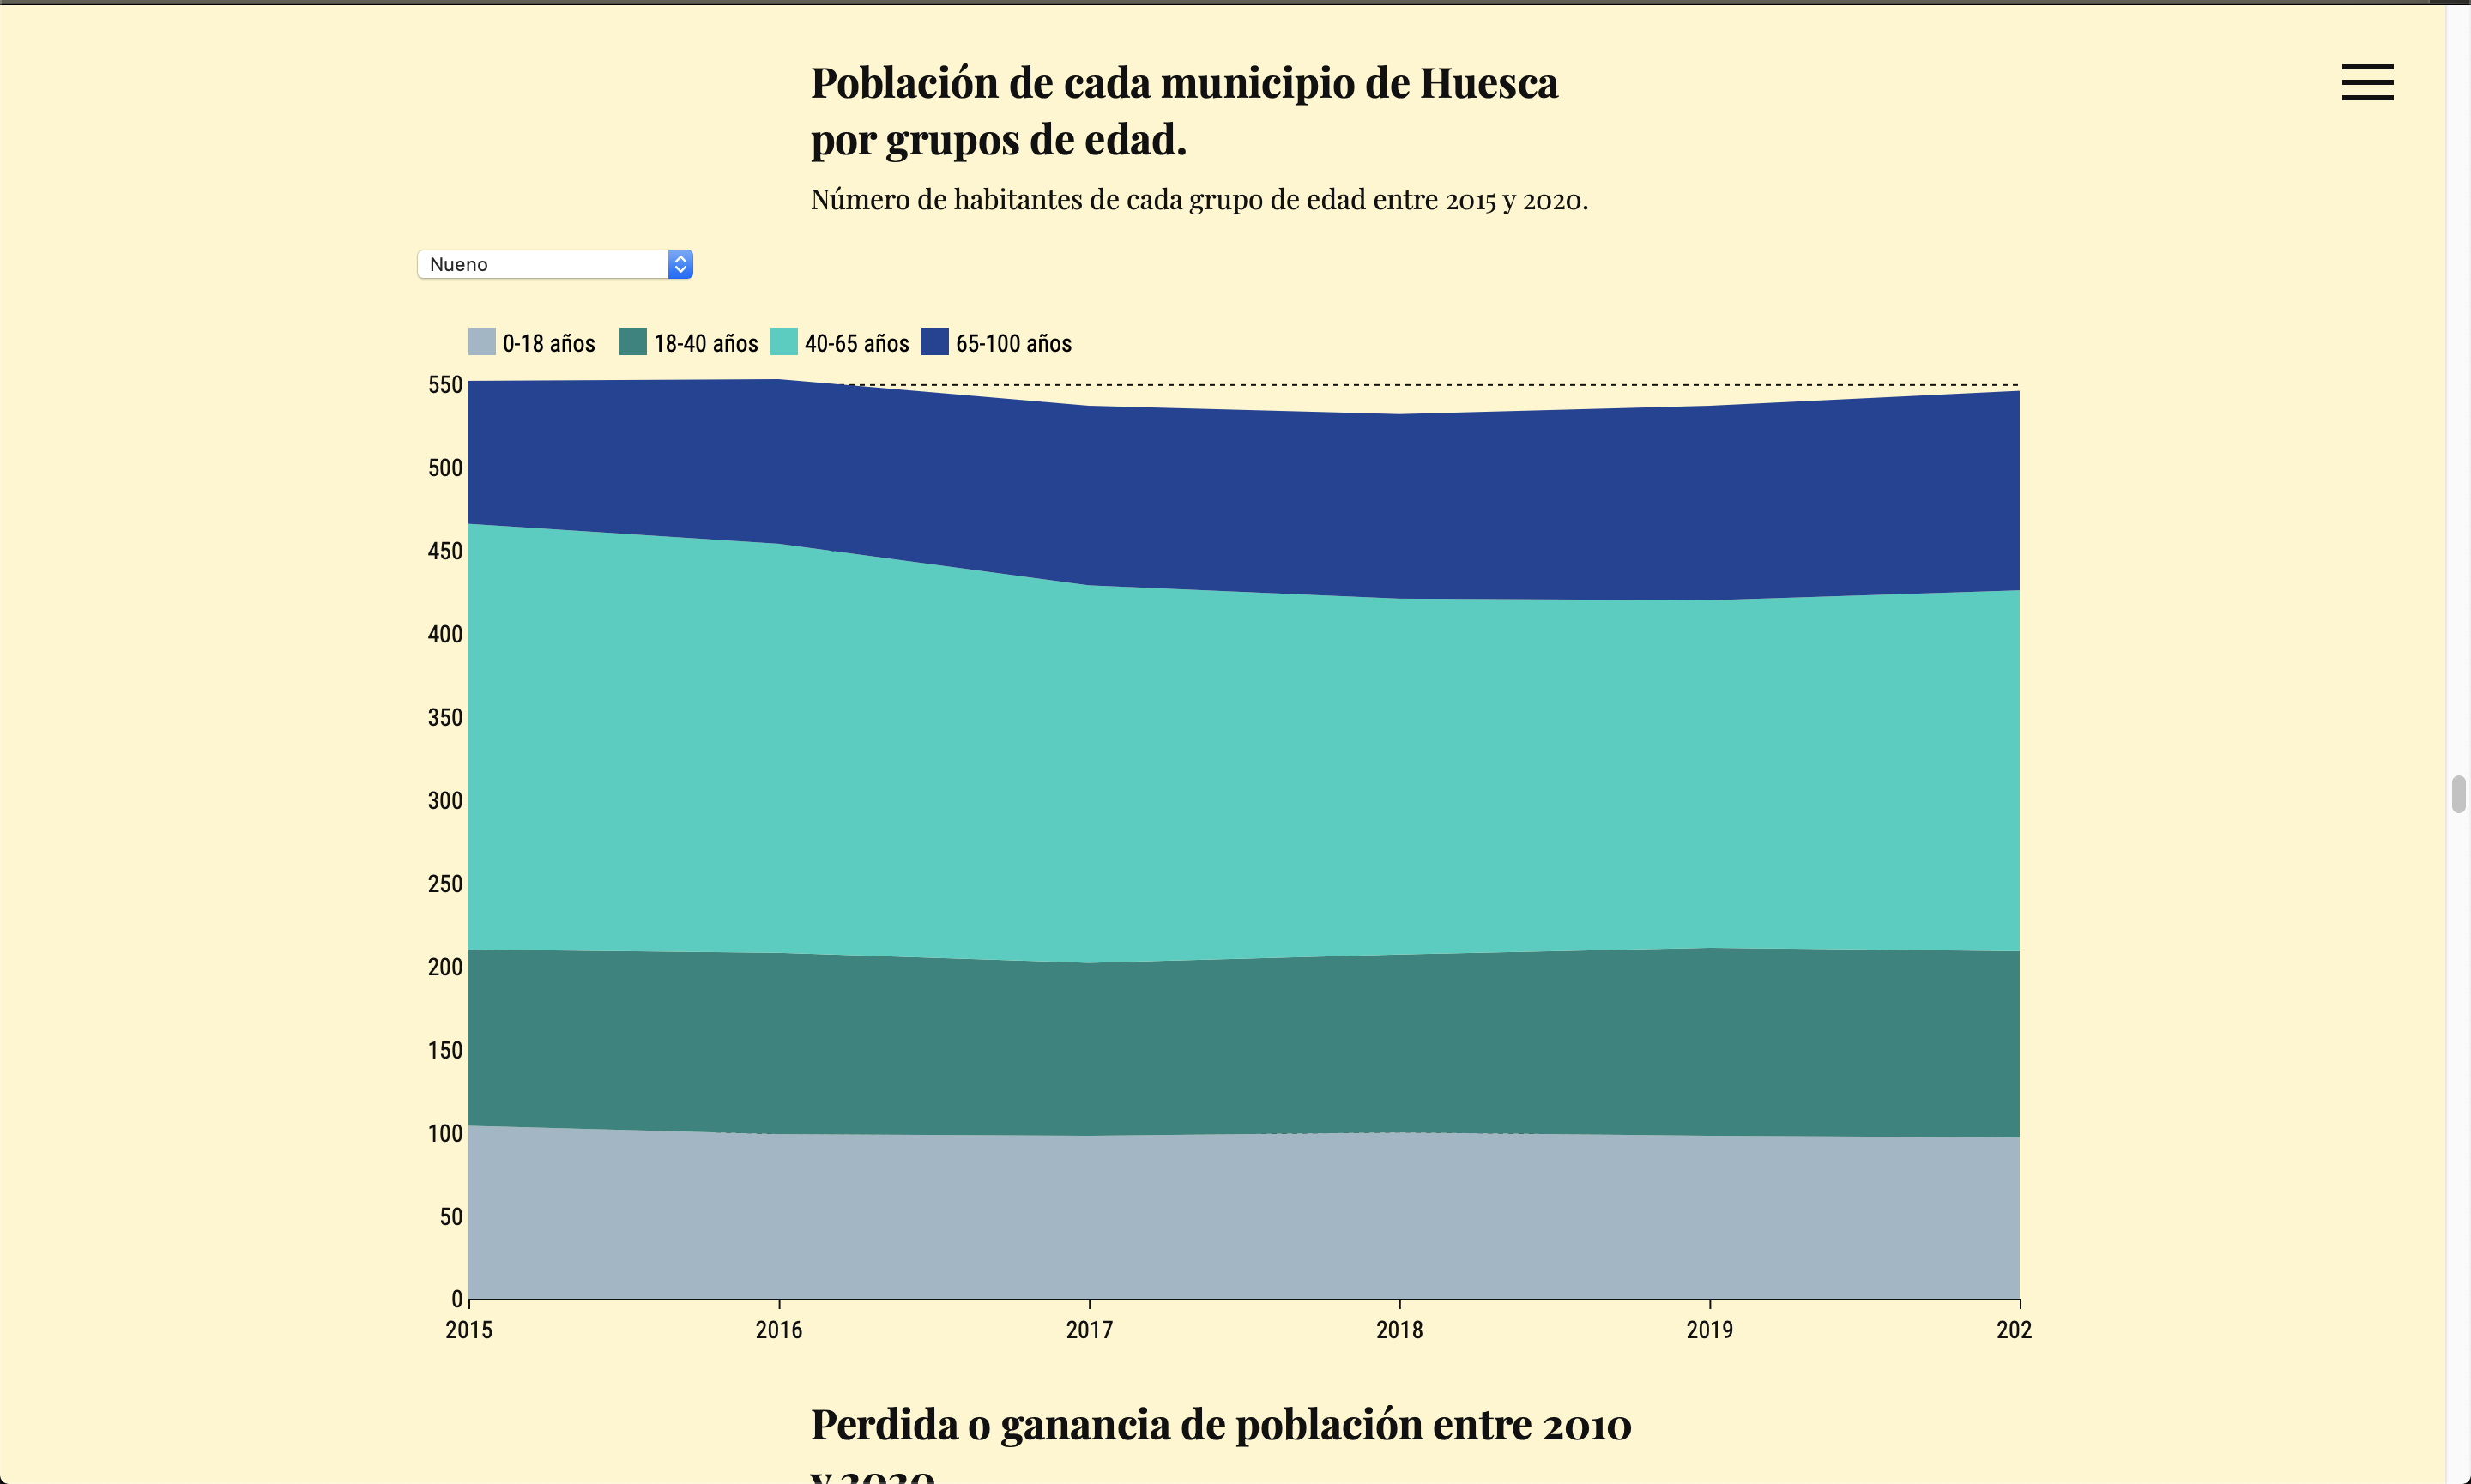 Población de cada municipio de Huesca
por grupos de edad.
Número de habitantes de cada grupo de edad entre 2015 y 2020.
Nueno
0-18 años 18-40 años 40-65 años 65-100 años
550
500
450
400
350
300
250
200
150
100
50
0
2015 2016 2017 2018 2019 202
Perdida o ganancia de población entre 2010
y 2020